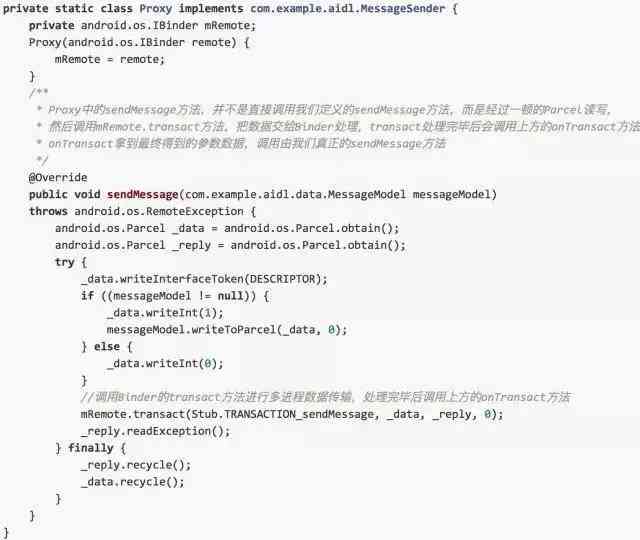 private static class Proxy implements com.example.aidl.MessageSender {
private android.os.IBinder mRemote;
Proxy(android.os.IBinder remote) {
mRemote = remote;
}
/**
* Proxy中的sendMessage方法，并不是直接调用我们定义的sendMessage方法，而是经过一顿的Parcel读写，
* 然后调用mRemote.transact方法，把数据交给Binder处理，transact处理完毕后会调用上方的onTransact方法，
* onTransact拿到最终得到的参数数据，调用由我们真正的sendMessage方法
*/
@Override
public void sendMessage(com.example.aidl.data.MessageModel messageModel)
throws android.os.RemoteException {
android.os.Parcel _data = android.os.Parcel.obtain();
android.os.Parcel _reply = android.os.Parcel.obtain();
try {
_data.writeInterfaceToken(DESCRIPTOR);
if ((messageModel != null)) {
_data.writeInt(1);
messageModel.writeToParcel(_data, 0);
} else {
_data.writeInt(0);
}
//调用Binder的transact方法进行多进程数据传输，处理完毕后调用上方的onTransact方法
mRemote.transact(Stub.TRANSACTION_sendMessage, _data, _reply, 0);
_reply.readException();
} finally {
_reply.recycle();
_data.recycle();
}
}
}